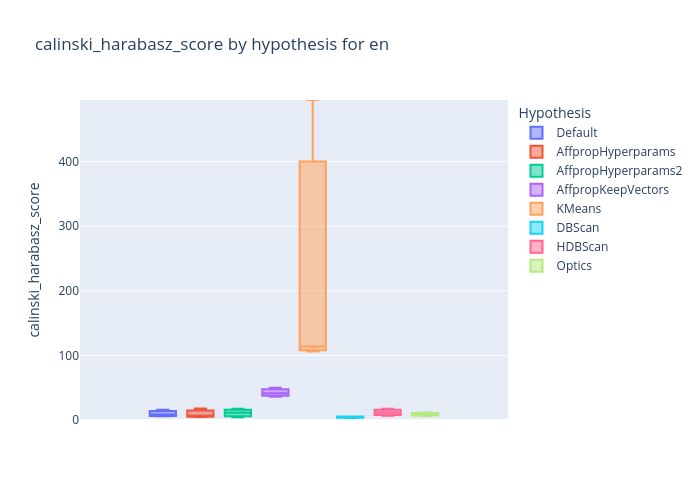 calinski_harabasz_score by hypothesis for en
Hypothesis
Default
AffpropHyperparams
AffpropHyperparams2
AffpropKeepVectors
KMeans
DBScan
HDBScan
Optics
calinski_harabasz_score
400
300
200
100
0